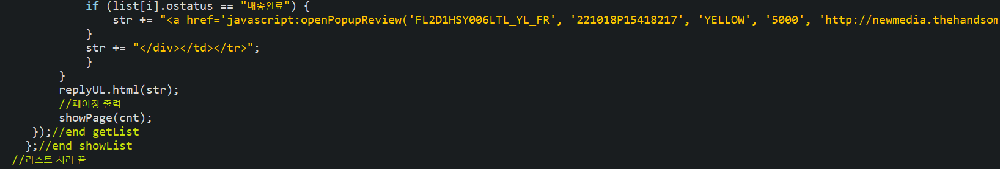 if (list[i].ostatus == "배송완료") {
str += "<a href='javascript:openPopupReview('FL2D1HSY006LTL_YL_FR', '221018P15418217', 'YELLOW', '5000', 'http://newmedia.thehandsom
}
str += "</div></td></tr>";
}
}
replyUL.html(str);
//페이징 출력
showPage(cnt);
});//end getList
};//end showList
//리스트 처리 끝